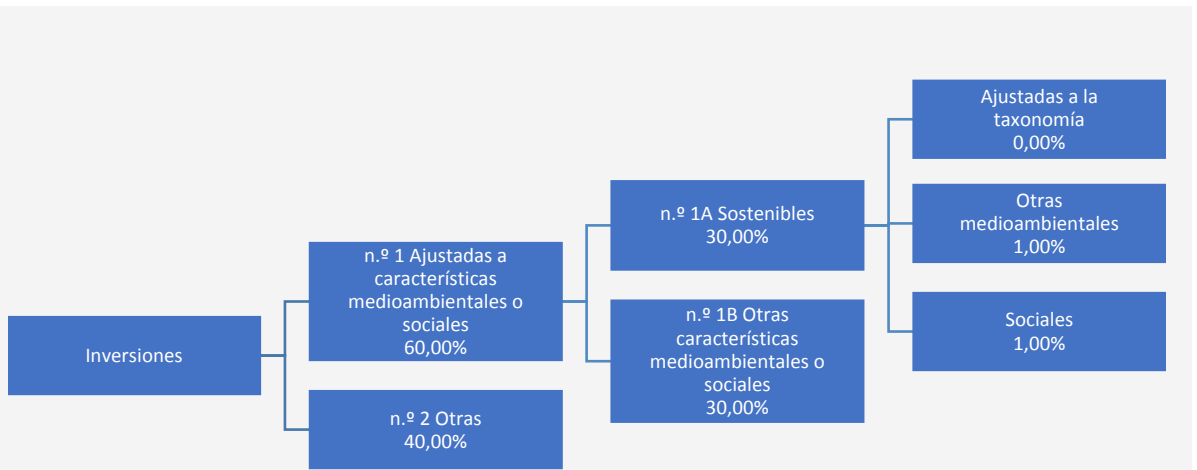 Inversiones
n.º 1 Ajustadas a
características
medioambientales o
sociales
60,00%
n.º 2 Otras
40,00%
n.º 1A Sostenibles
30,00%
n.º 1B Otras
características
medioambientales o
sociales
30,00%
Ajustadas a la
taxonomía
0,00%
Otras
medioambientales
1,00%
Sociales
1,00%